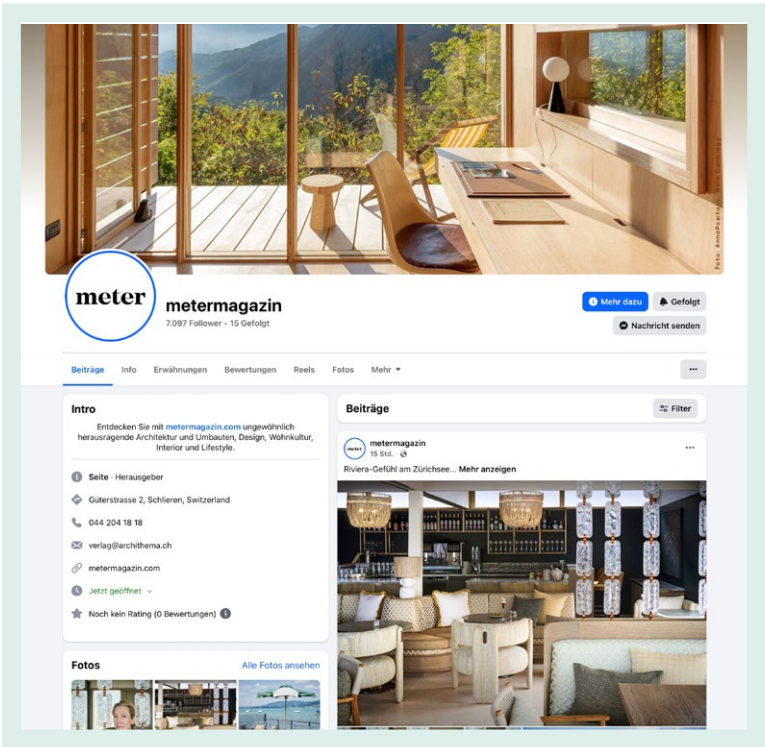 Foto: 
meter
metermagazin
7.097 Follower • 15 Gefolgt
Mehr dazu
Gefolgt
Nachricht senden
Beiträge Info Erwähnungen Bewertungen Reels Fotos Mehr
Intro
Entdecken Sie mit metermagazin.com ungewöhnlich
herausragende Architektur und Umbauten, Design, Wohnkultur,
Interior und Lifestyle.
Seite · Herausgeber
Güterstrasse 2, Schlieren, Switzerland
044 204 18 18
verlag@archithema.ch
metermagazin.com
Jetzt geöffnet
Noch kein Rating (0 Bewertungen)
Fotos Alle Fotos ansehen
Beiträge Filter
meter
metermagazin
15 Std. ·
Riviera-Gefühl am Zürichsee... Mehr anzeigen